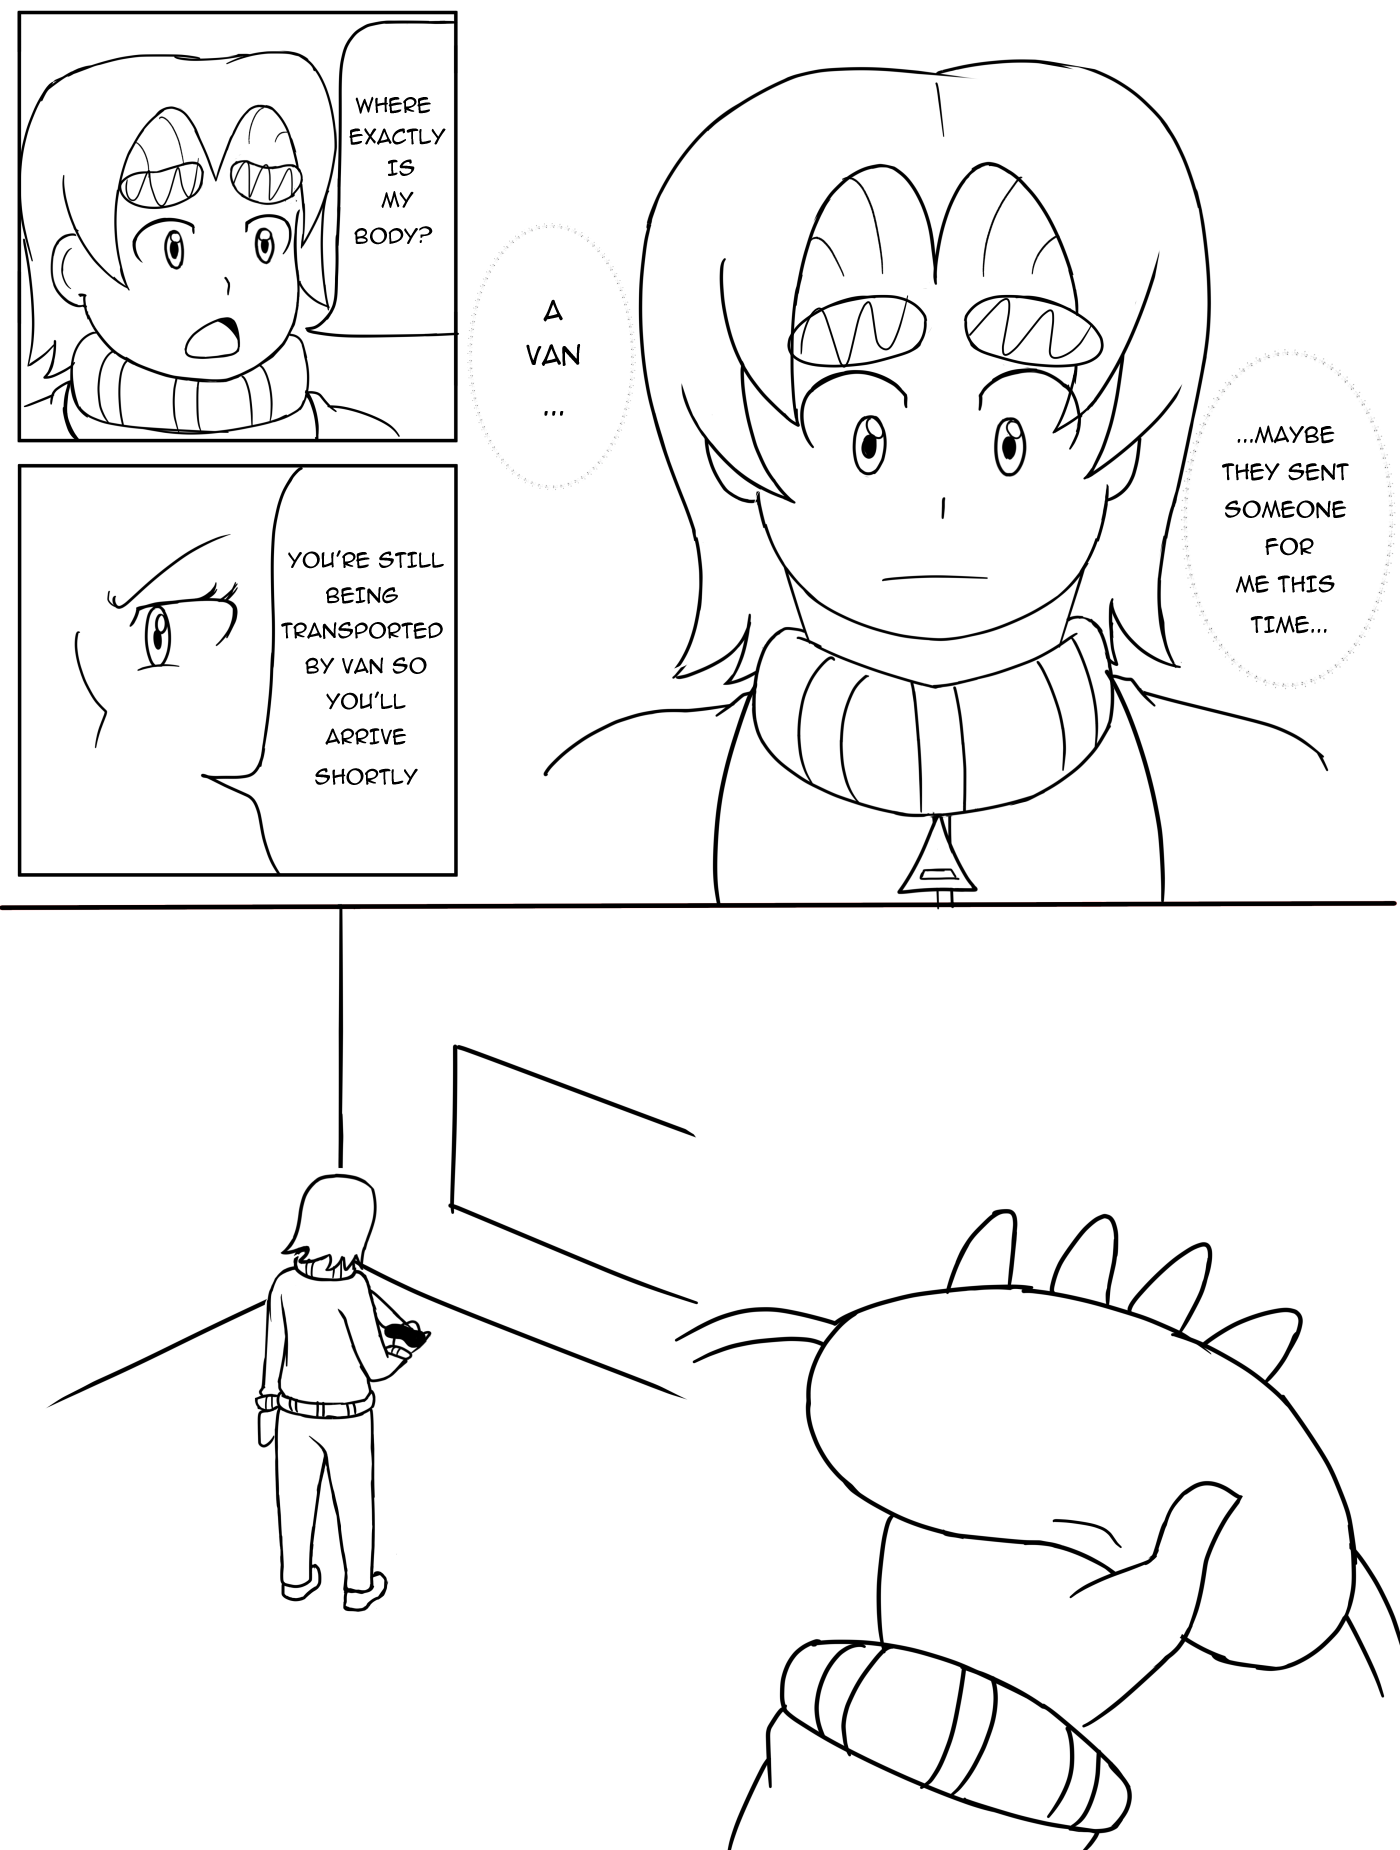 WHERE
EXACTLY
IS
MY
BODY?
YOU'RE STILL
BEING
TRANSPORTED
BY VAN SO
YOU'LL
ARRIVE
SHORTLY
A
VAN
...
...MAYBE
THEY SENT
SOMEONE
FOR
ME THIS
TIME...